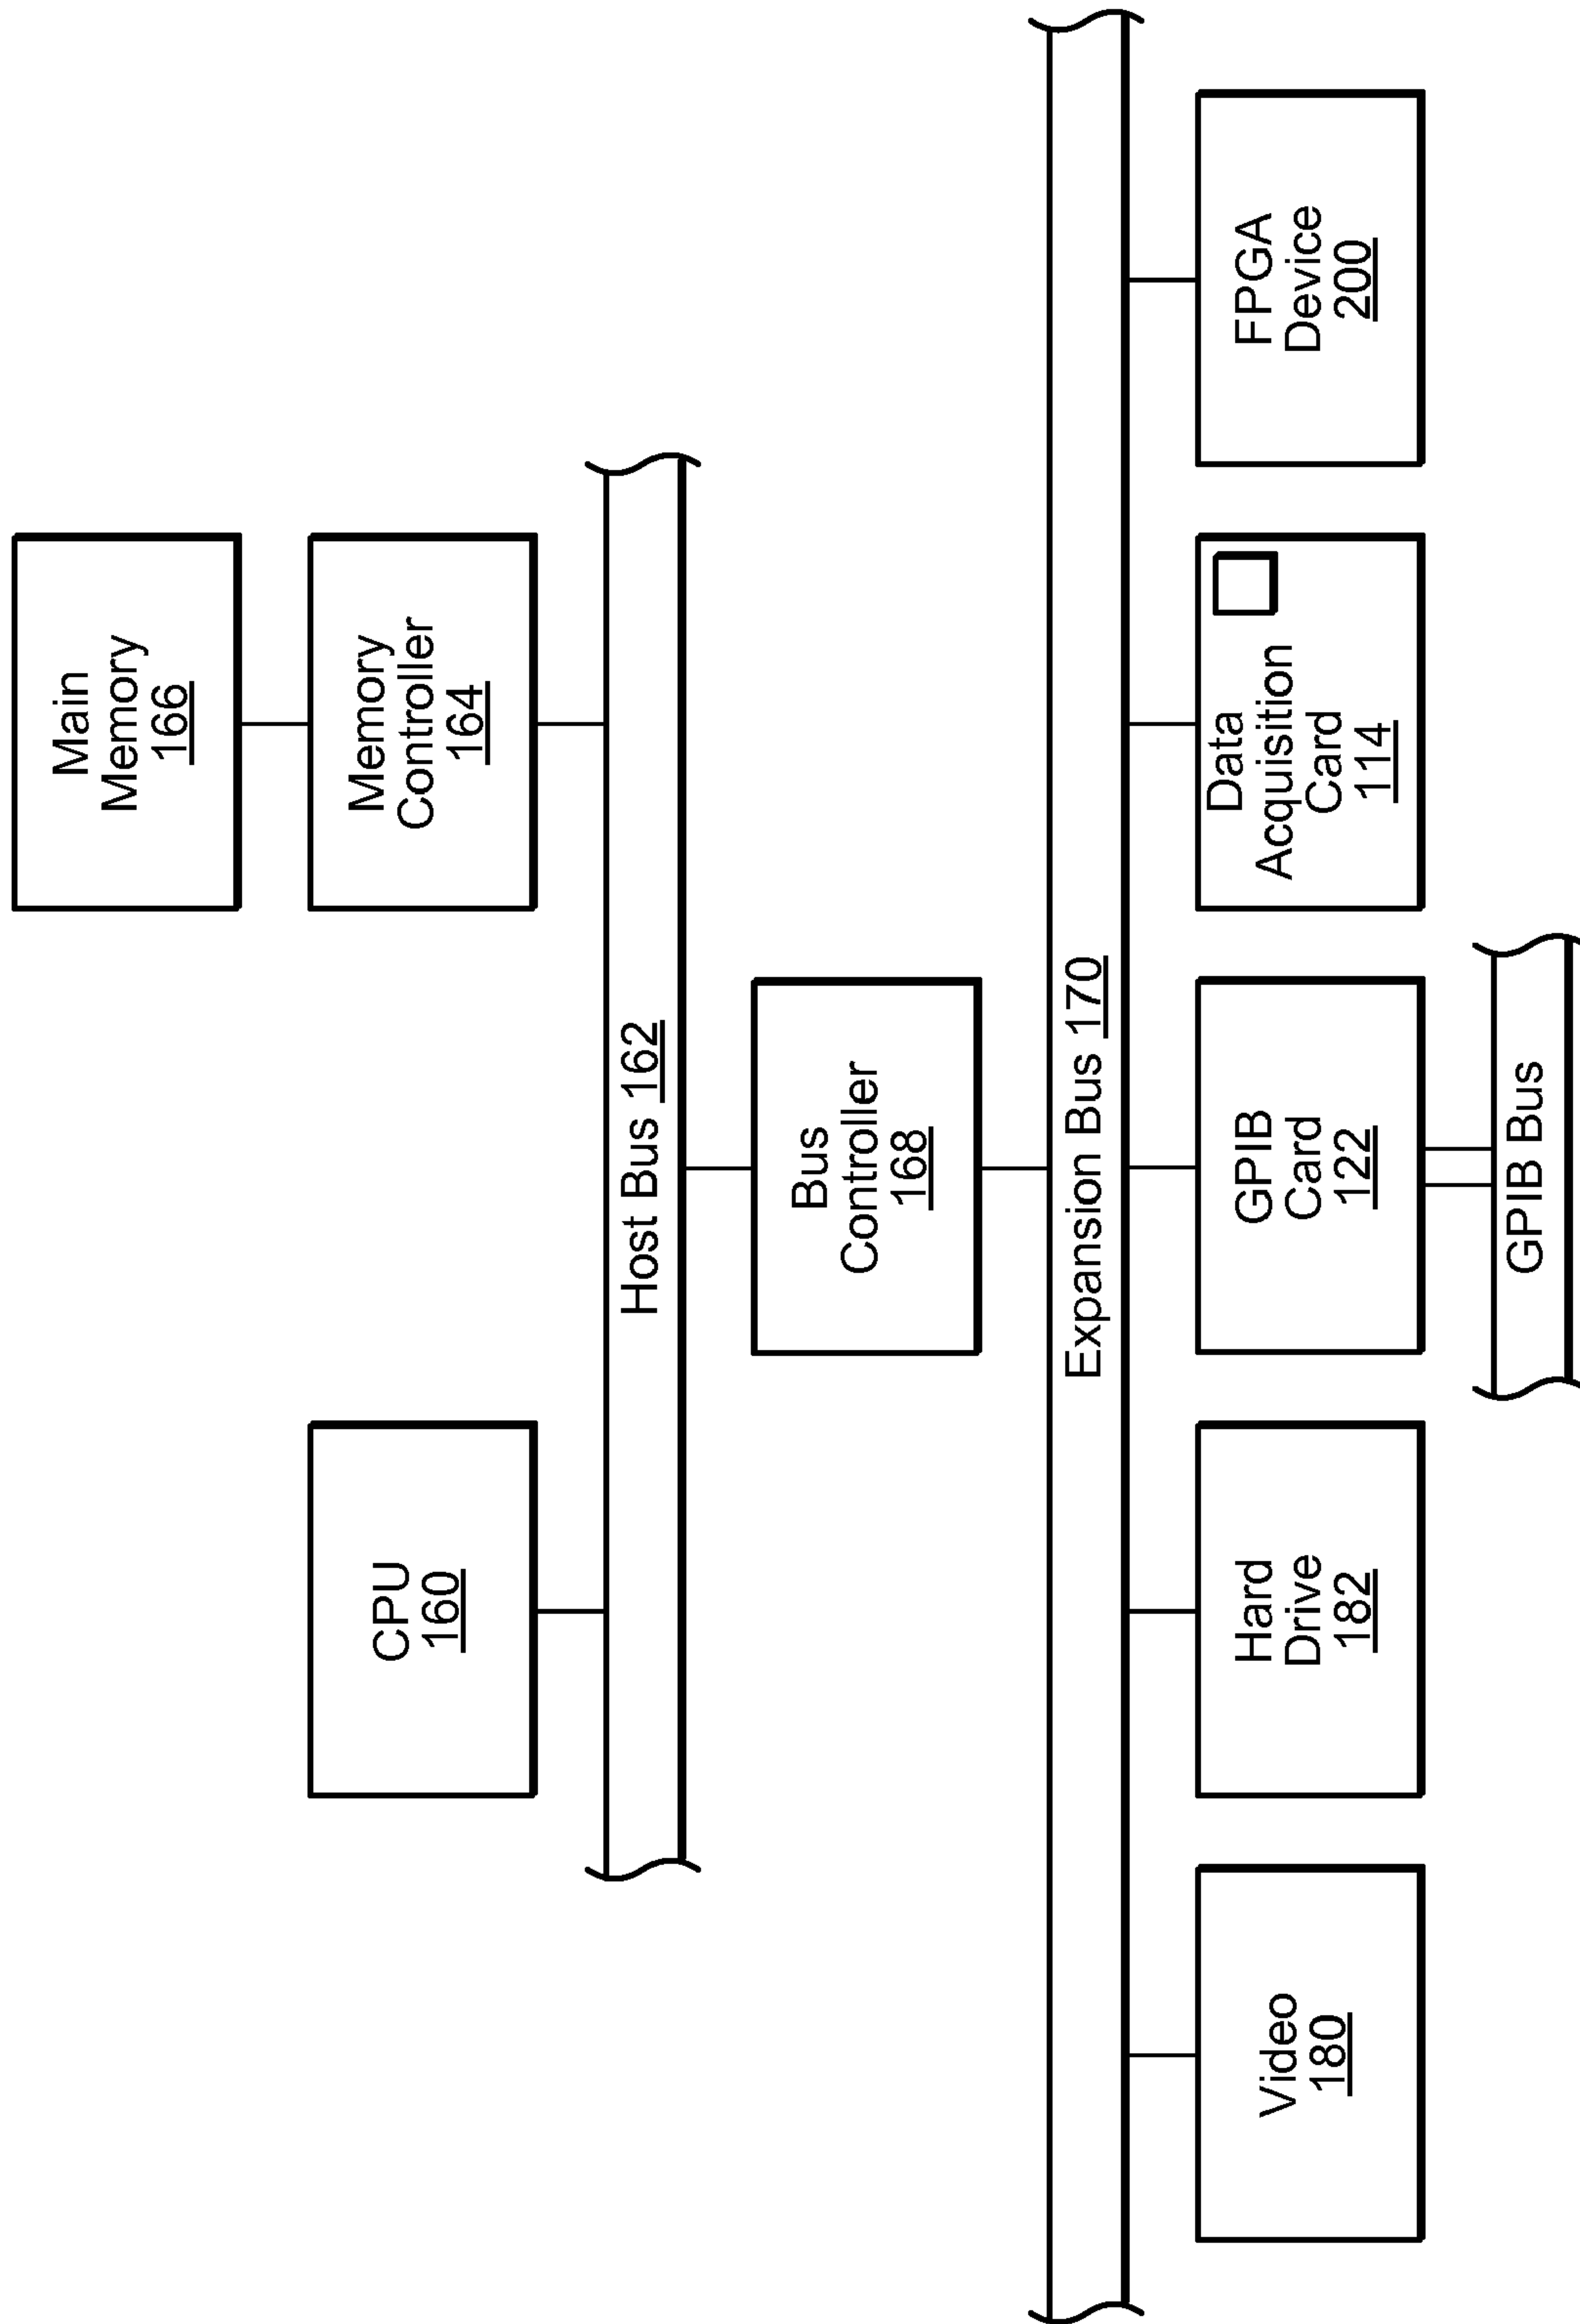 CPU
160
Main
Memory
166
Memory
Controller
164
Host Bus 162
Bus
Controller
168
Expansion Bus 170
Video
180
Hard
Drive
182
GPIB
Card
122
Data
Acquisition
Card
114
FPGA
Device
200
GPIB Bus